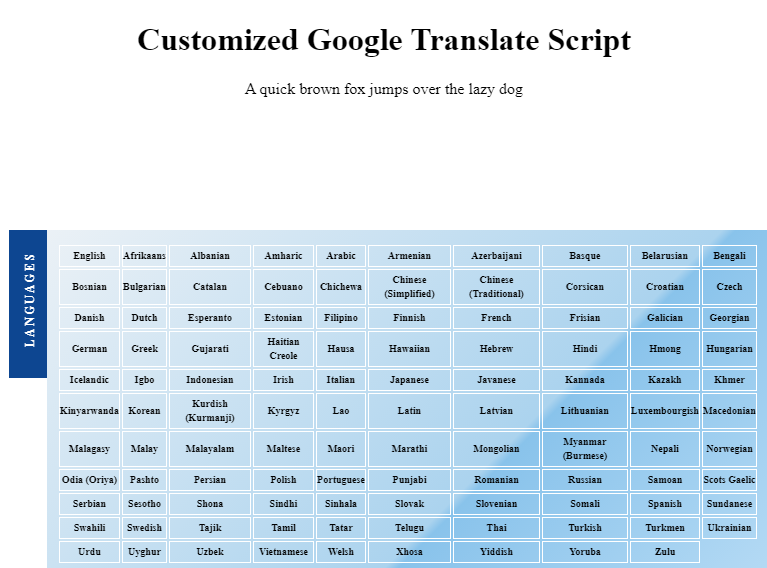 Customized Google Translate Script
A quick brown fox jumps over the lazy dog
LANGUAGES
English Afrikaans Albanian Amharic Arabic Armenian Azerbaijani Basque Belarusian Bengali
Bosnian Bulgarian Catalan Cebuano Chichewa Chinese (Simplified) Chinese (Traditional) Corsican Croatian Czech
Danish Dutch Esperanto Estonian Filipino Finnish French Frisian Galician Georgian
German Greek Gujarati Haitian Creole Hausa Hawaiian Hebrew Hindi Hmong Hungarian
Icelandic Igbo Indonesian Irish Italian Japanese Javanese Kannada Kazakh Khmer
Kinyarwanda Korean Kurdish (Kurmanji) Kyrgyz Lao Latin Latvian Lithuanian Luxembourgish Macedonian
Malagasy Malay Malayalam Maltese Maori Marathi Mongolian Myanmar (Burmese) Nepali Norwegian
Odia (Oriya) Pashto Persian Polish Portuguese Punjabi Romanian Russian Samoan Scots Gaelic
Serbian Sesotho Shona Sindhi Sinhala Slovak Slovenian Somali Spanish Sundanese
Swahili Swedish Tajik Tamil Tatar Telugu Thai Turkish Turkmen Ukrainian
Urdu Uyghur Uzbek Vietnamese Welsh Xhosa Yiddish Yoruba Zulu